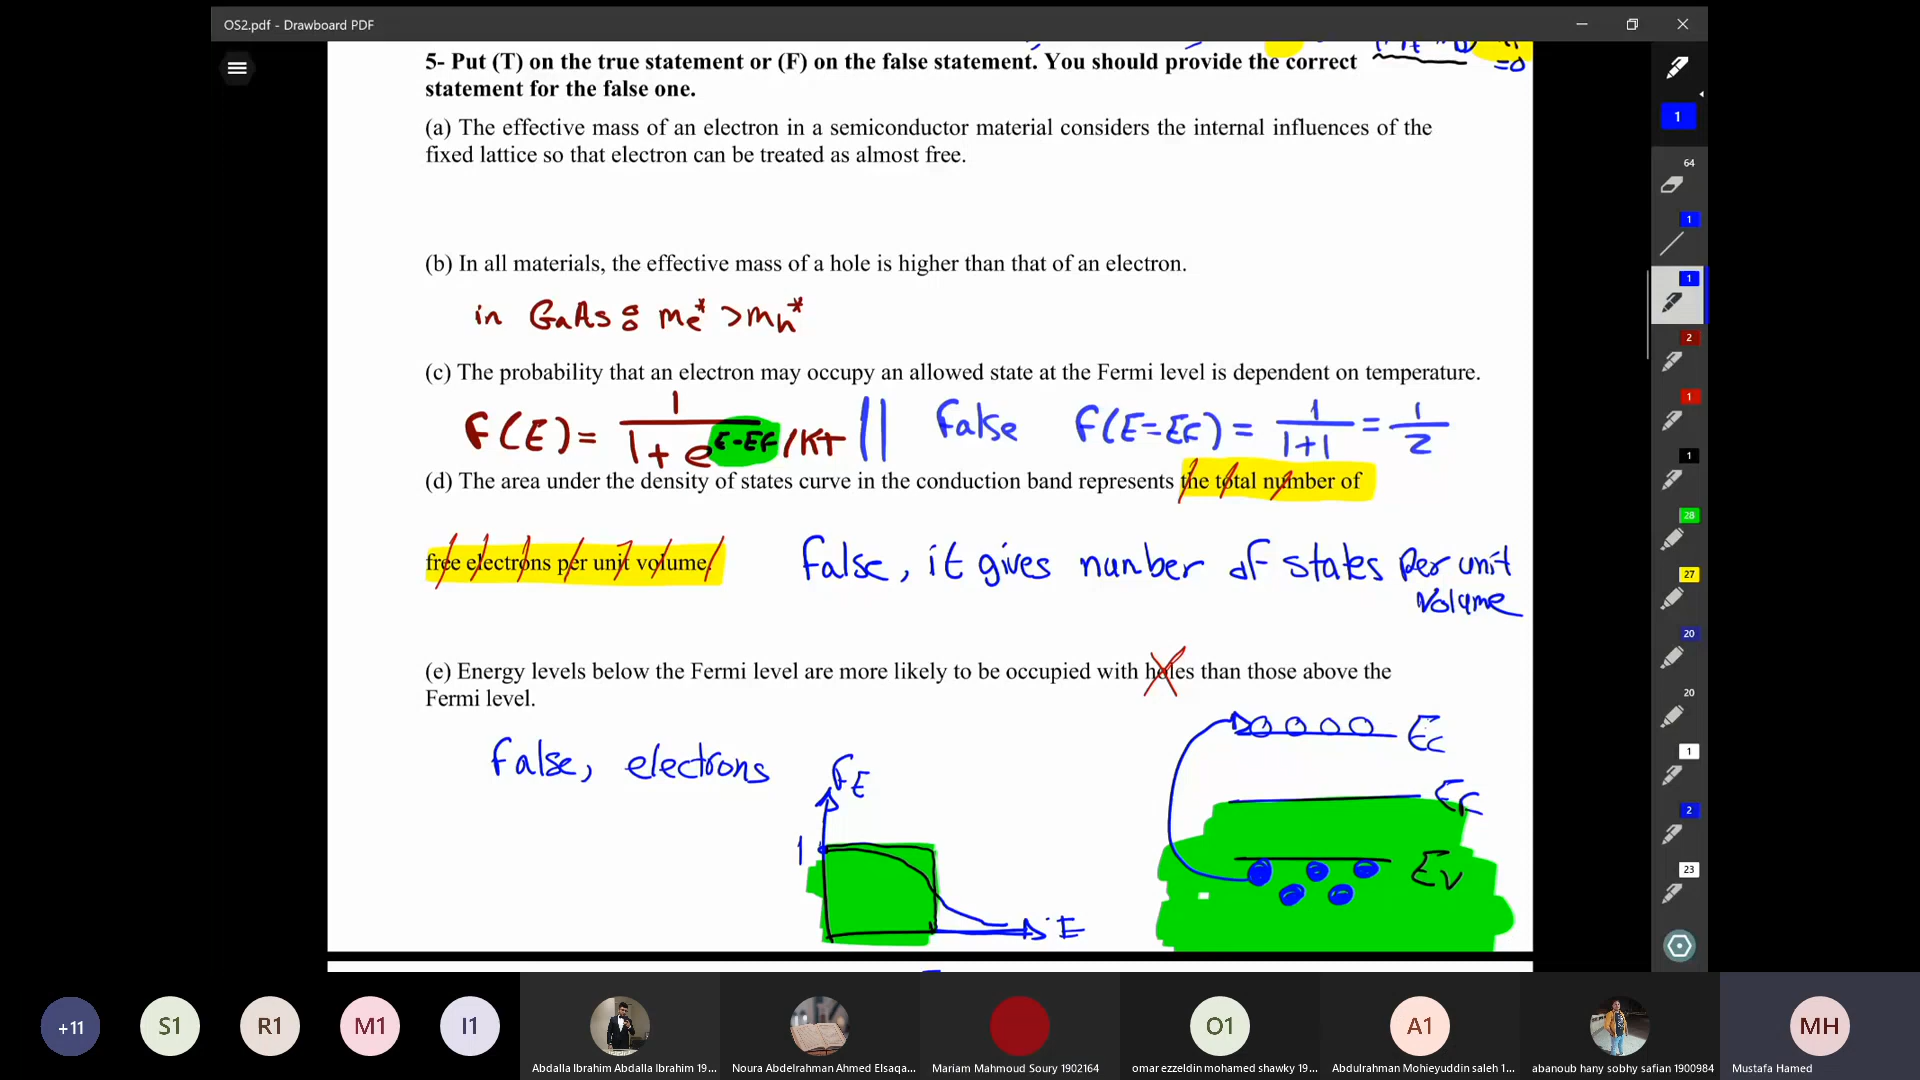 OS2.pdf - Drawboard PDF
=0
5- Put (T) on the true statement or (F) on the false statement. You should provide the correct
statement for the false one.
(a) The effective mass of an electron in a semiconductor material considers the internal influences of the
fixed lattice so that electron can be treated as almost free.
(b) In all materials, the effective mass of a hole is higher than that of an electron.
in GaAs : me* > mh*
(c) The probability that an electron may occupy an allowed state at the Fermi level is dependent on temperature.
F(E) = 1 / 1 + e^(E-EF/KT) || False F(E=EF) = 1/1+1 = 1/2
(d) The area under the density of states curve in the conduction band represents the total number of
free electrons per unit volume.
False, it gives number of states per unit
volume
(e) Energy levels below the Fermi level are more likely to be occupied with holes than those above the
Fermi level.
False, electrons
FE
1
E
Ec
EF
Ev
1
64
1
1
2
1
1
28
27
20
20
1
2
23
+11
S1
R1
M1
I1
O1
A1
MH
Abdalla Ibrahim Abdalla Ibrahim 19...
Noura Abdelrahman Ahmed Elsaqa...
Mariam Mahmoud Soury 1902164
omar ezzeldin mohamed shawky 19...
Abdulrahman Mohieyuddin saleh 1...
abanoub hany sobhy safian 1900984
Mustafa Hamed